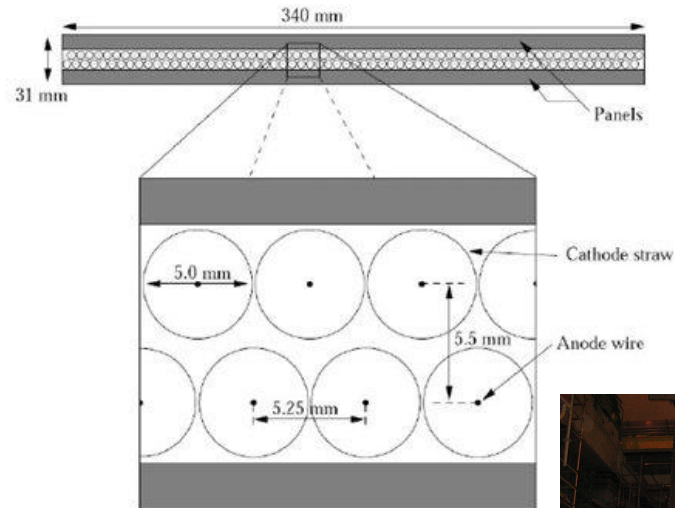 340 mm
31 mm
Panels
Cathode straw
5.0 mm
5.5 mm
Anode wire
5.25 mm